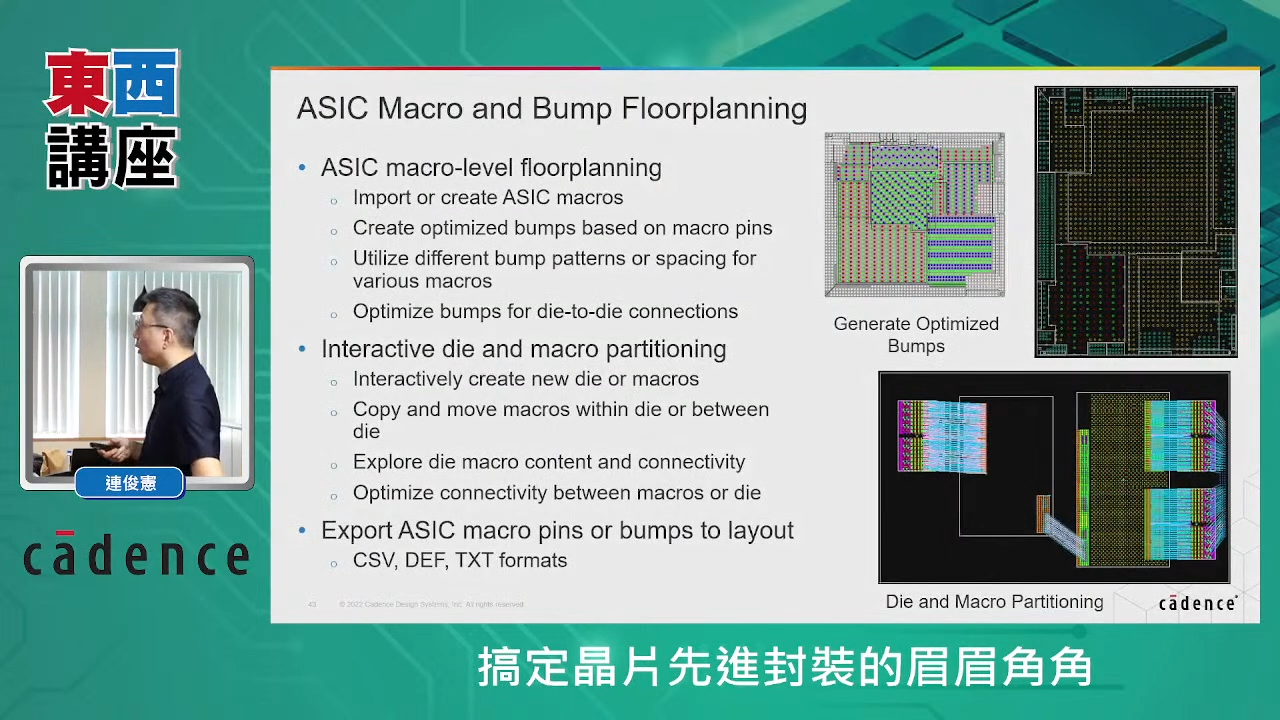 東西
講座
連俊憲
cādence
ASIC Macro and Bump Floorplanning
• ASIC macro-level floorplanning
○ Import or create ASIC macros
○ Create optimized bumps based on macro pins
○ Utilize different bump patterns or spacing for
various macros
○ Optimize bumps for die-to-die connections
• Interactive die and macro partitioning
○ Interactively create new die or macros
○ Copy and move macros within die or between
die
○ Explore die macro content and connectivity
○ Optimize connectivity between macros or die
• Export ASIC macro pins or bumps to layout
○ CSV, DEF, TXT formats
Generate Optimized
Bumps
Die and Macro Partitioning
43 © 2022 Cadence Design Systems, Inc. All rights reserved.
cādence®
搞定晶片先進封裝的眉眉角角